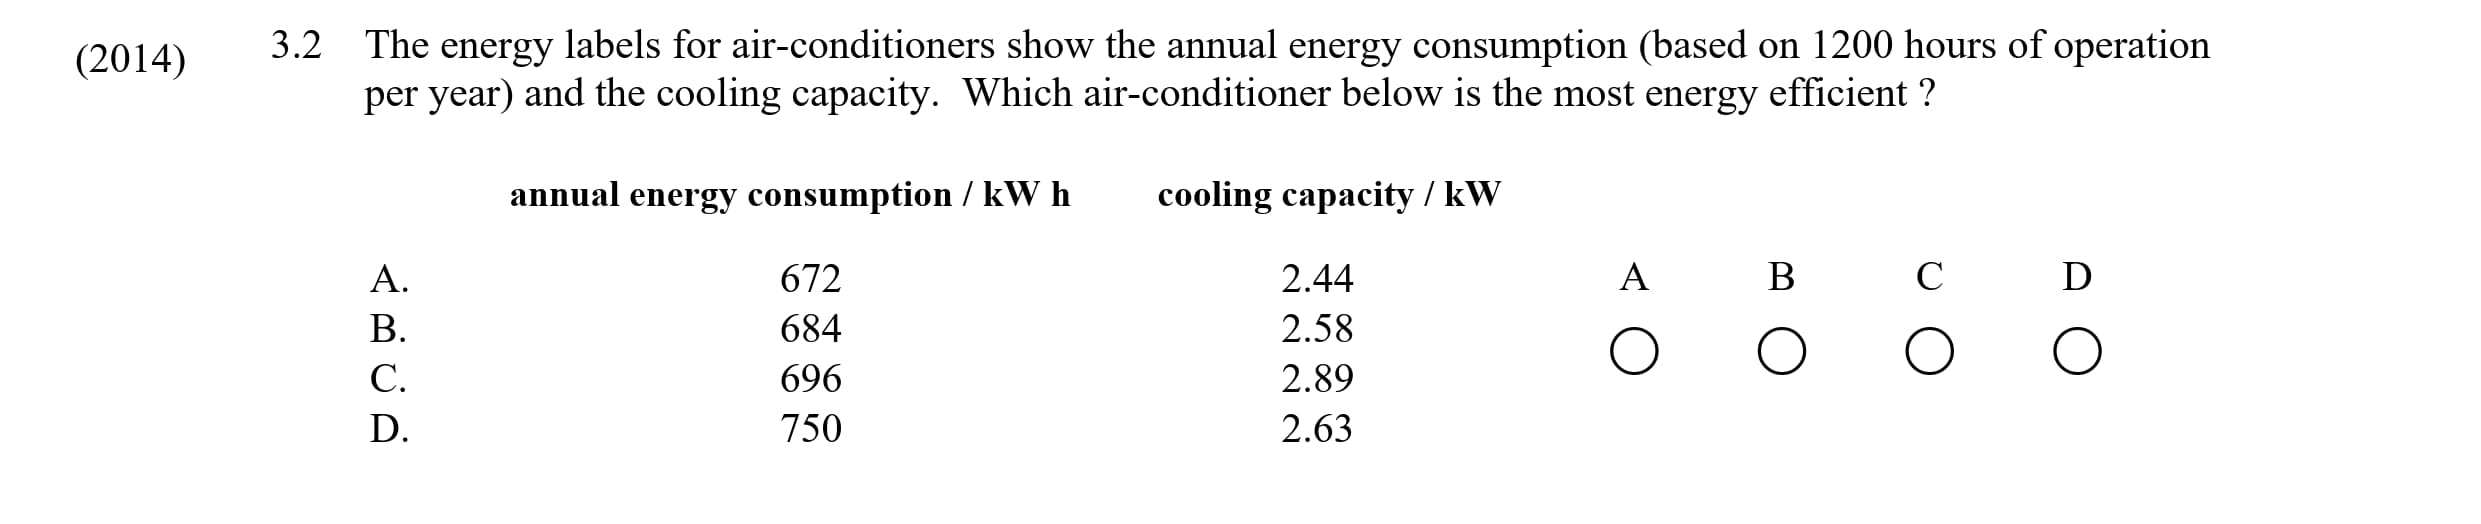 (2014) 3.2 The energy labels for air-conditioners show the annual energy consumption (based on 1200 hours of operation
per year) and the cooling capacity. Which air-conditioner below is the most energy efficient ?
annual energy consumption / kW h cooling capacity / kW
A. 672 2.44 A B C D
B. 684 2.58
C. 696 2.89
D. 750 2.63